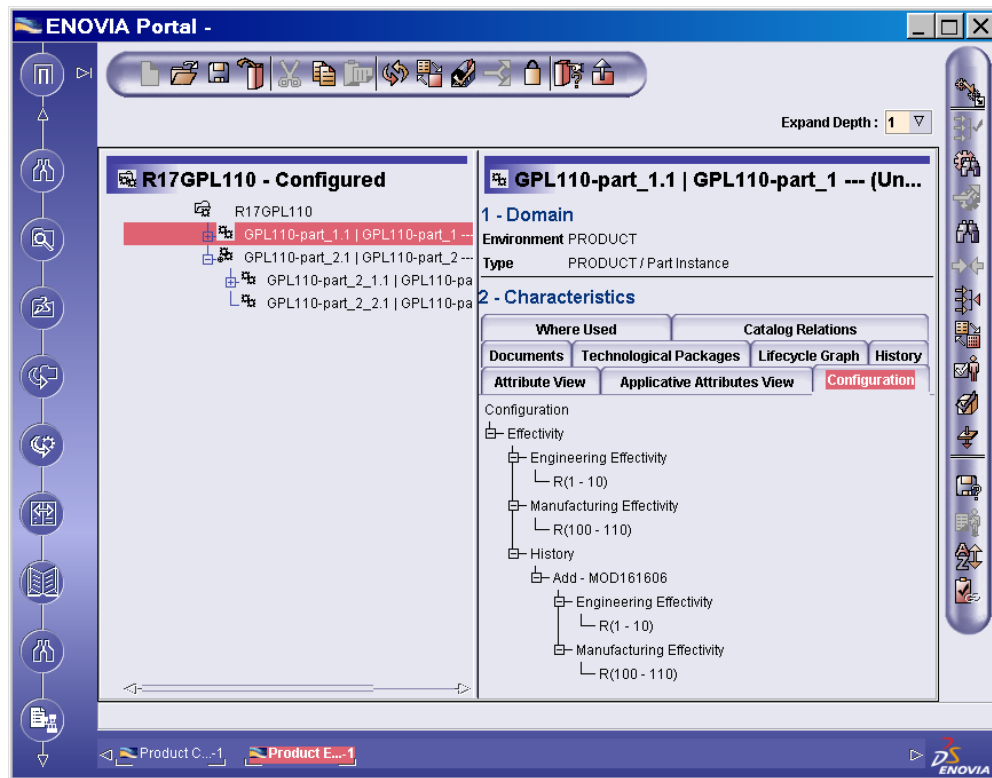 ENOVIA Portal -
Expand Depth : 1
R17GPL110 - Configured
R17GPL110
GPL110-part_1.1 | GPL110-part_1 ---
GPL110-part_2.1 | GPL110-part_2 ---
GPL110-part_2_1.1 | GPL110-pa
GPL110-part_2_2.1 | GPL110-pa
GPL110-part_1.1 | GPL110-part_1 --- (Un...
1 - Domain
Environment PRODUCT
Type PRODUCT / Part Instance
2 - Characteristics
Where Used Catalog Relations
Documents Technological Packages Lifecycle Graph History
Attribute View Applicative Attributes View Configuration
Configuration
Effectivity
Engineering Effectivity
R(1 - 10)
Manufacturing Effectivity
R(100 - 110)
History
Add - MOD161606
Engineering Effectivity
R(1 - 10)
Manufacturing Effectivity
R(100 - 110)
Product C...-1 Product E...-1
ENOVIA